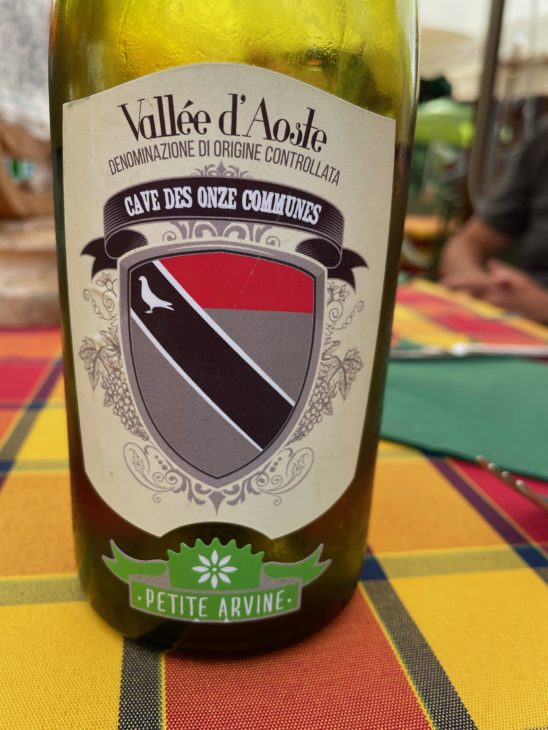 Vallée d'Aoste
DENOMINAZIONE DI ORIGINE CONTROLLATA
CAVE DES ONZE COMMUNES
· PETITE ARVINE ·